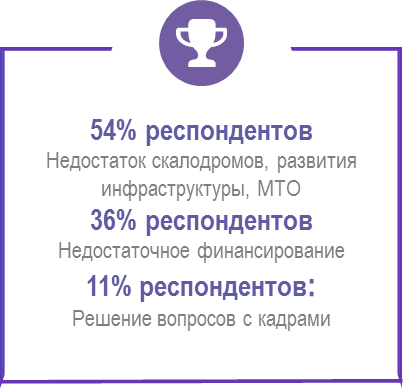 54% респондентов
Недостаток скалодромов, развития
инфраструктуры, МТО
36% респондентов
Недостаточное финансирование
11% респондентов:
Решение вопросов с кадрами